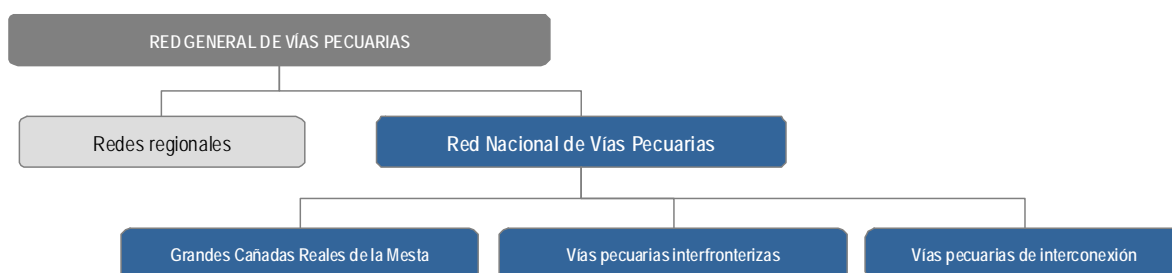 RED GENERAL DE VÍAS PECUARIAS
Redes regionales
Red Nacional de Vías Pecuarias
Grandes Cañadas Reales de la Mesta
Vías pecuarias interfronterizas
Vías pecuarias de interconexión